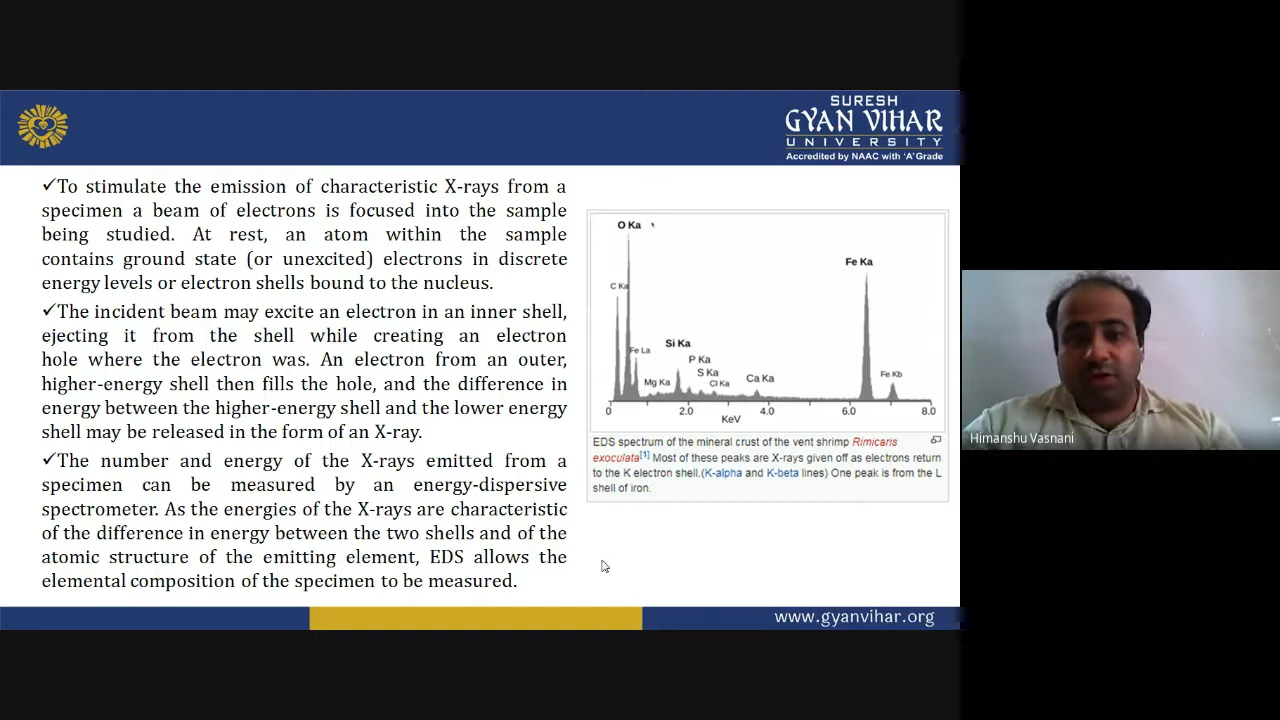 SURESH
GYAN VIHAR
UNIVERSITY
Accredited by NAAC with 'A' Grade
✓To stimulate the emission of characteristic X-rays from a
specimen a beam of electrons is focused into the sample
being studied. At rest, an atom within the sample
contains ground state (or unexcited) electrons in discrete
energy levels or electron shells bound to the nucleus.
✓The incident beam may excite an electron in an inner shell,
ejecting it from the shell while creating an electron
hole where the electron was. An electron from an outer,
higher-energy shell then fills the hole, and the difference in
energy between the higher-energy shell and the lower energy
shell may be released in the form of an X-ray.
✓The number and energy of the X-rays emitted from a
specimen can be measured by an energy-dispersive
spectrometer. As the energies of the X-rays are characteristic
of the difference in energy between the two shells and of the
atomic structure of the emitting element, EDS allows the
elemental composition of the specimen to be measured.
O Ka
C Ka
Fe La
Mg Ka
Si Ka
P Ka
S Ka
Cl Ka
Ca Ka
Fe Ka
Fe Kb
0 2.0 4.0 6.0 8.0
KeV
EDS spectrum of the mineral crust of the vent shrimp Rimicaris
exoculata[1] Most of these peaks are X-rays given off as electrons return
to the K electron shell.(K-alpha and K-beta lines) One peak is from the L
shell of iron.
www.gyanvihar.org
Himanshu Vasnani